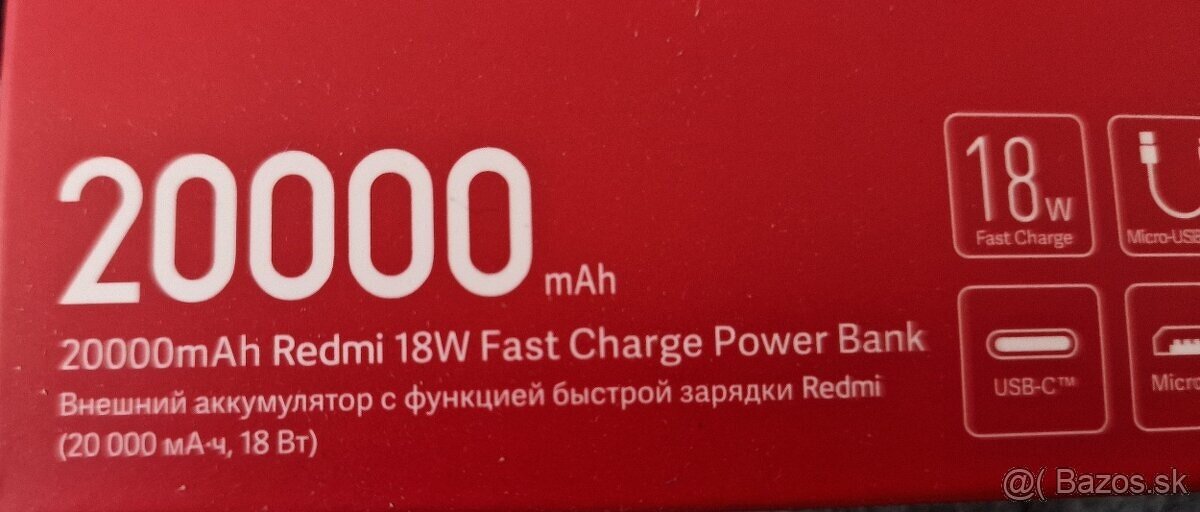 20000 mAh
20000mAh Redmi 18W Fast Charge Power Bank
Внешний аккумулятор с функцией быстрой зарядки Redmi
(20 000 мА·ч, 18 Вт)
18W
Fast Charge
Micro-USB
USB-C™
Micro
@( Bazos.sk